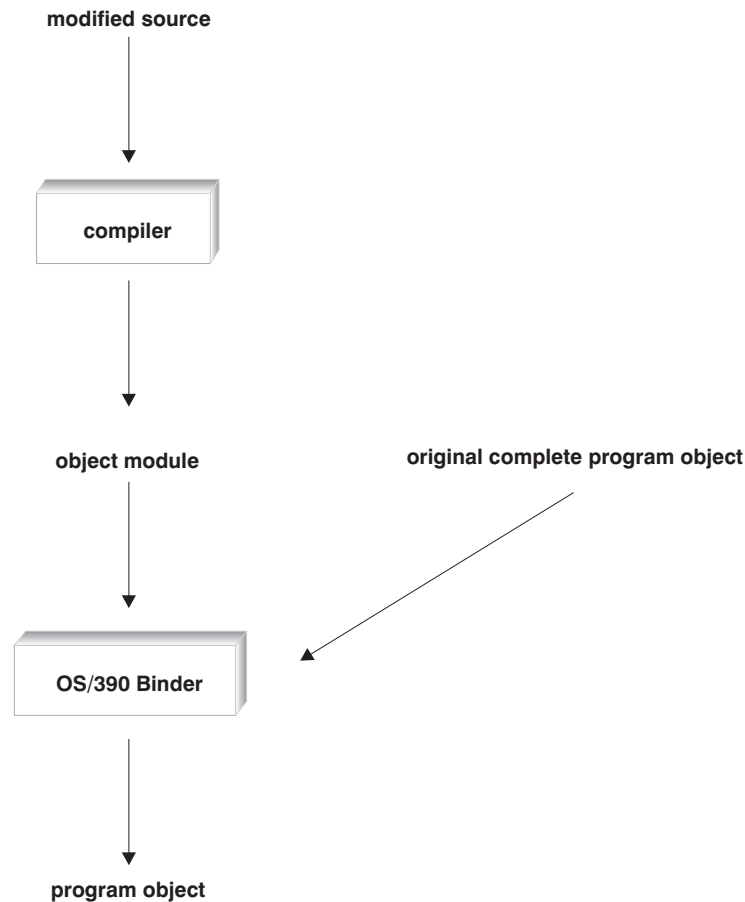 modified source
compiler
object module
original complete program object
OS/390 Binder
program object